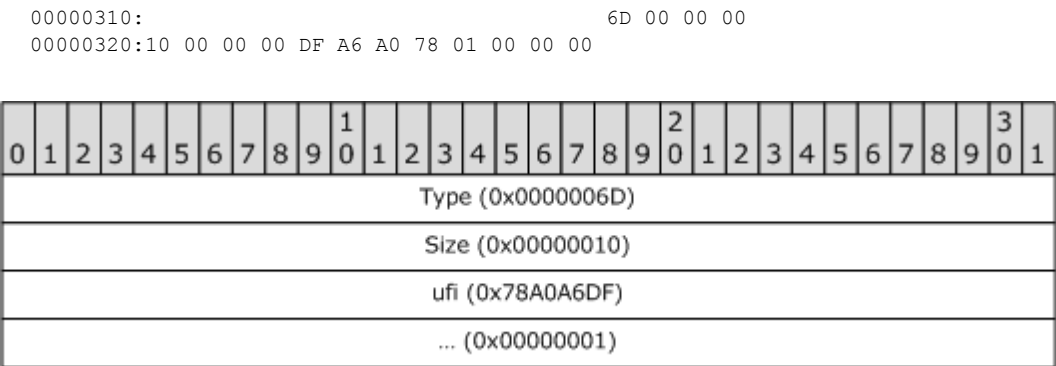 00000310: 6D 00 00 00
00000320:10 00 00 00 DF A6 A0 78 01 00 00 00
1 2 3
0 1 2 3 4 5 6 7 8 9 0 1 2 3 4 5 6 7 8 9 0 1 2 3 4 5 6 7 8 9 0 1
Type (0x0000006D)
Size (0x00000010)
ufi (0x78A0A6DF)
... (0x00000001)